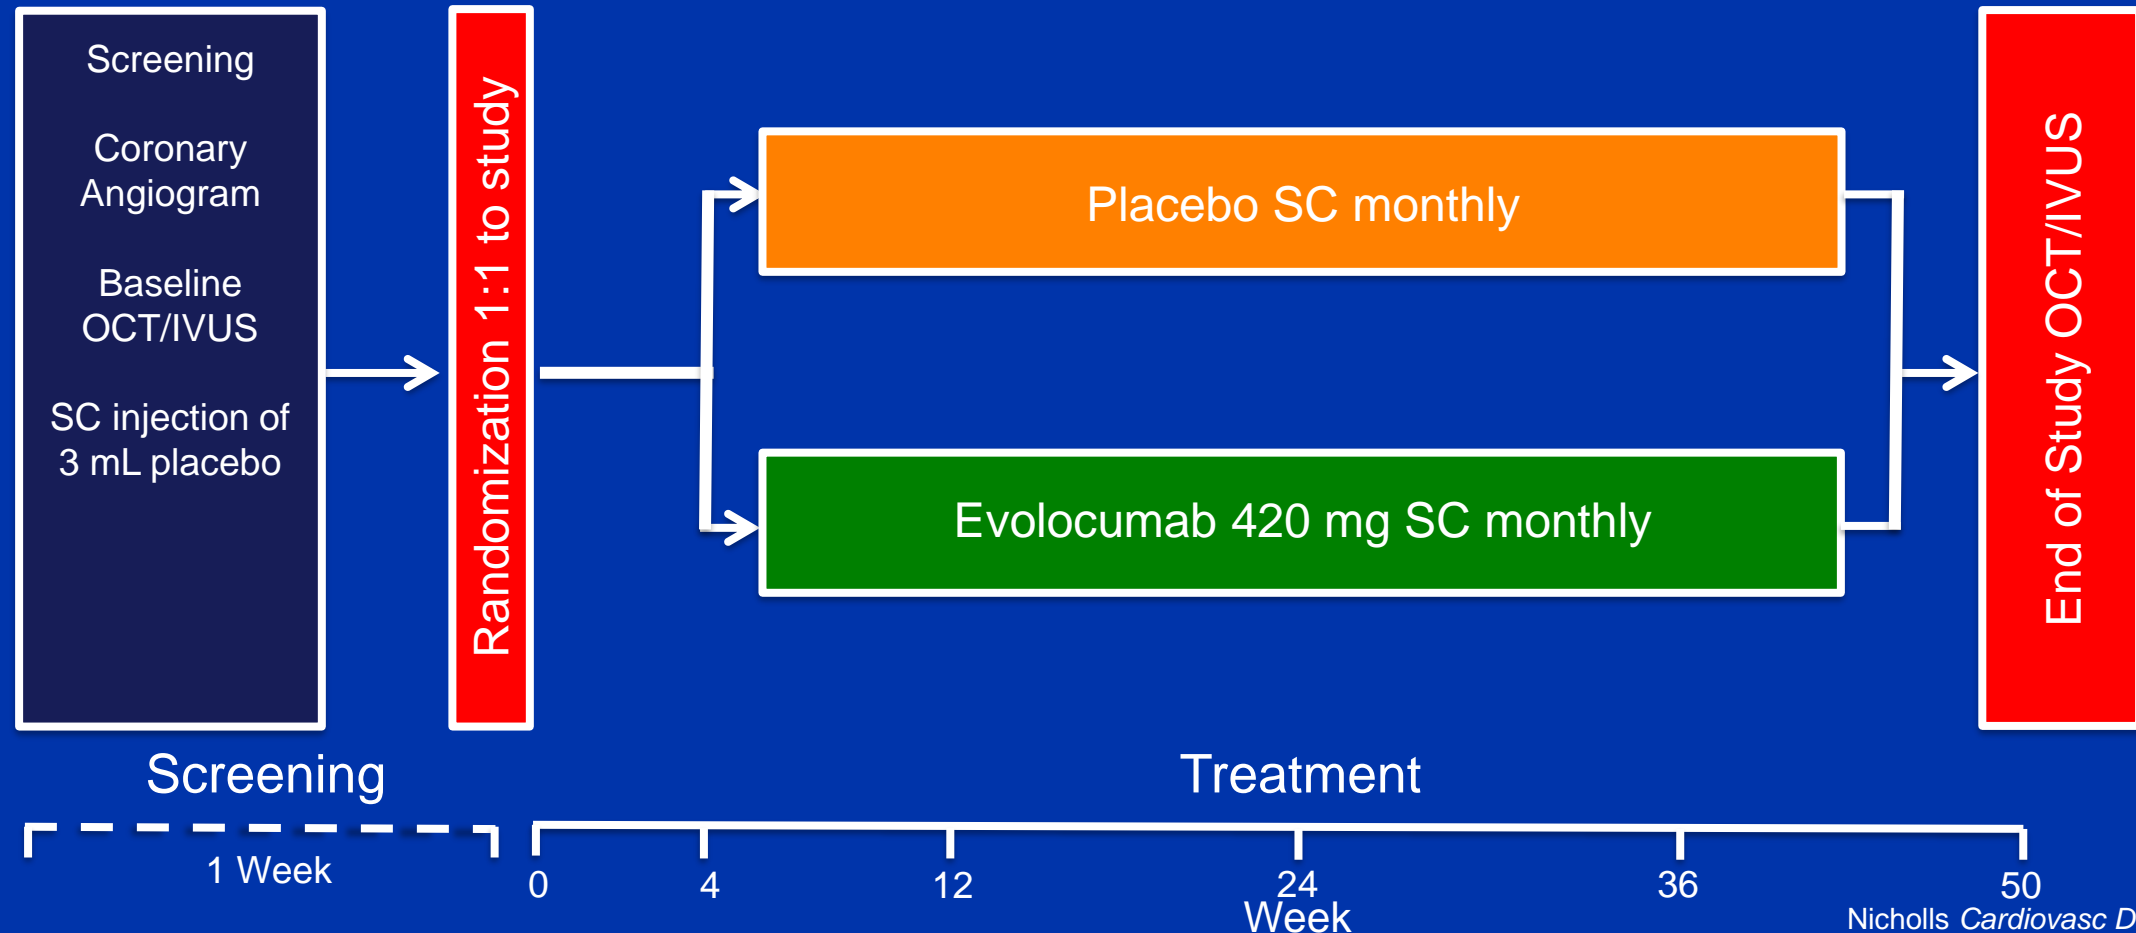 Screening
Coronary
Angiogram
Baseline
OCT/IVUS
SC injection of
3 mL placebo
Randomization 1:1 to study
Placebo SC monthly
Evolocumab 420 mg SC monthly
End of Study OCT/IVUS
Screening
Treatment
1 Week
0 4 12 24 36 50
Week
Nicholls Cardiovasc D